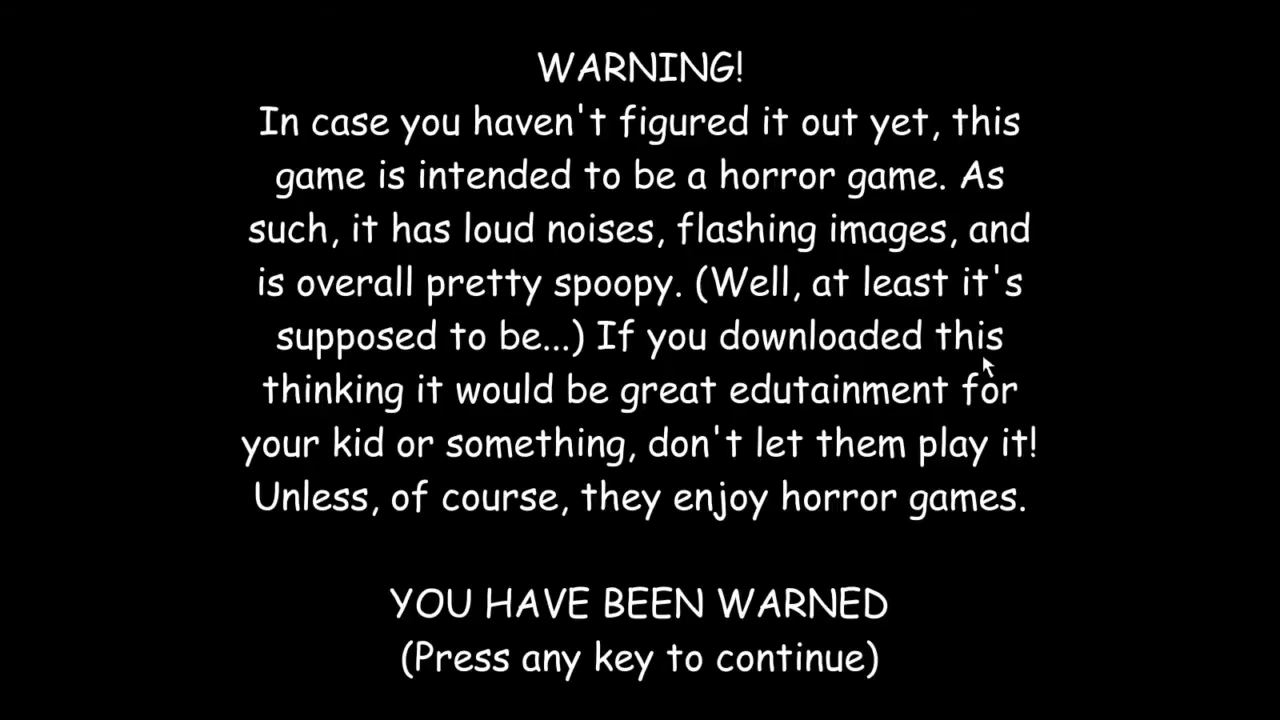 WARNING!
In case you haven't figured it out yet, this
game is intended to be a horror game. As
such, it has loud noises, flashing images, and
is overall pretty spoopy. (Well, at least it's
supposed to be...) If you downloaded this
thinking it would be great edutainment for
your kid or something, don't let them play it!
Unless, of course, they enjoy horror games.
YOU HAVE BEEN WARNED
(Press any key to continue)